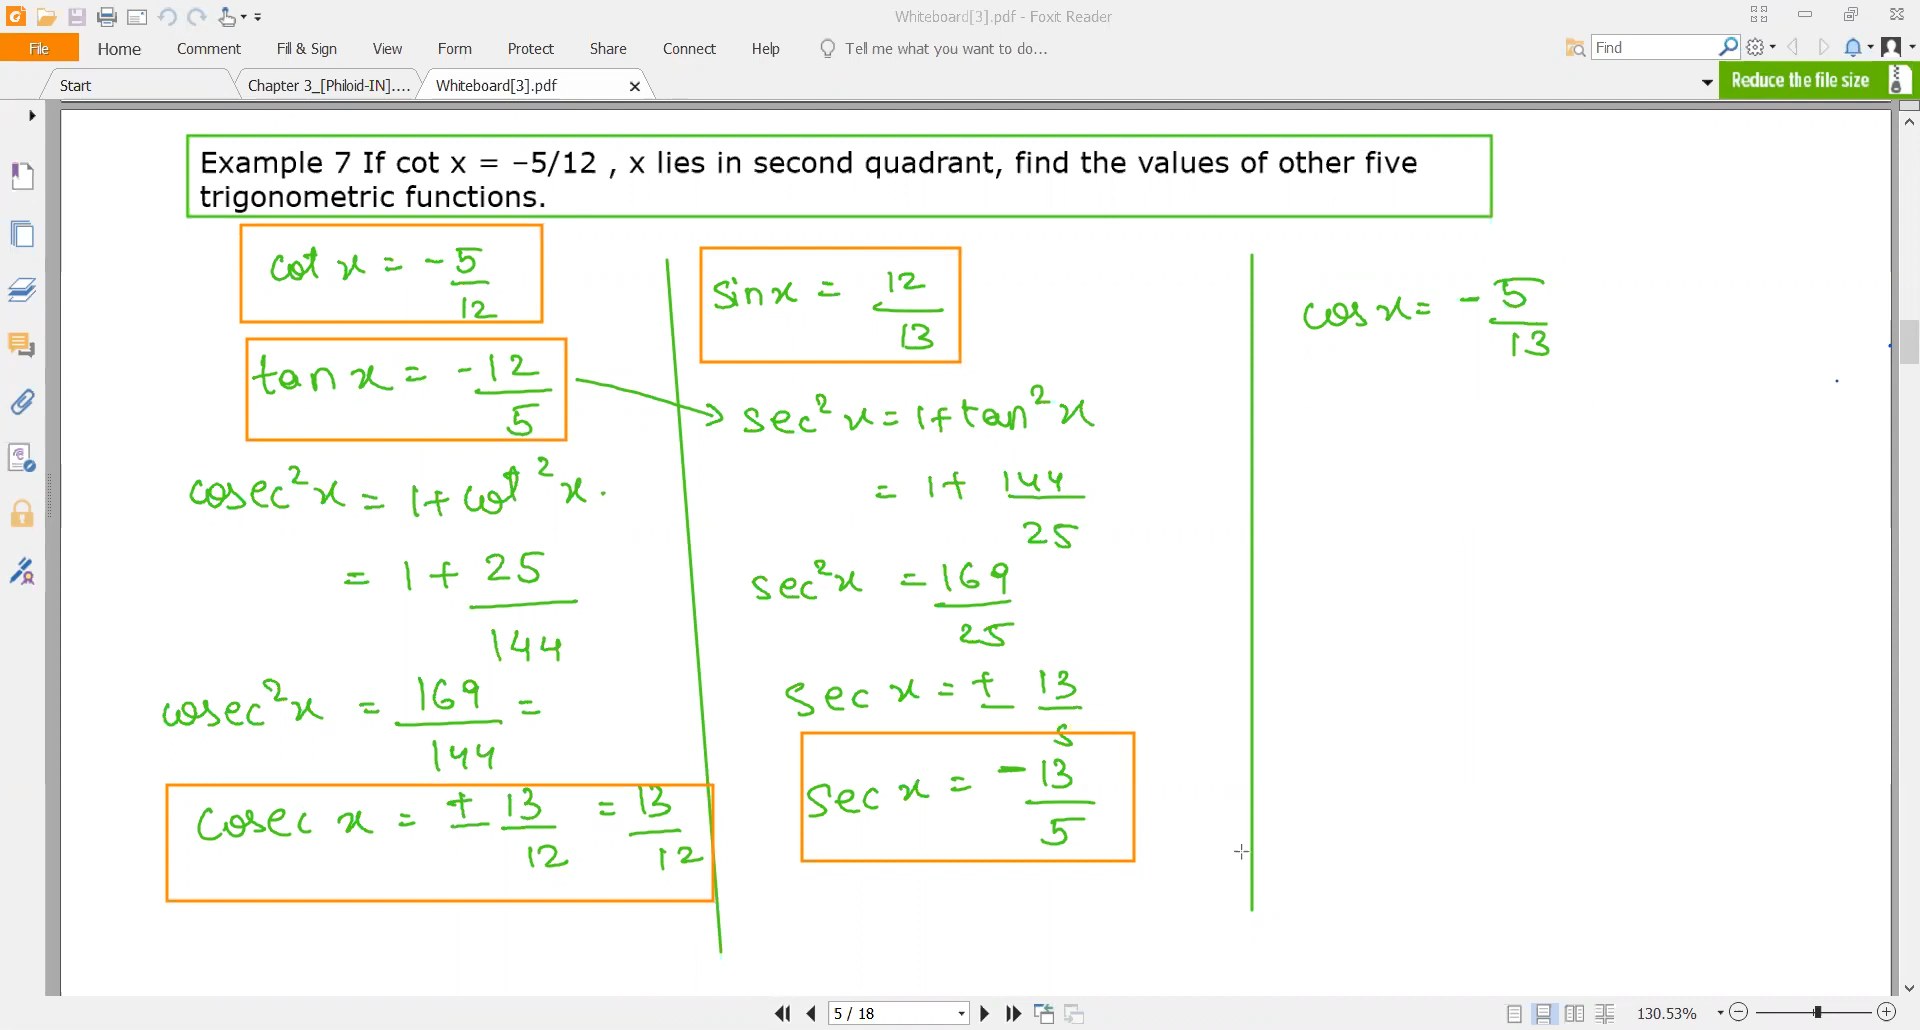 Whiteboard[3].pdf - Foxit Reader
File Home Comment Fill & Sign View Form Protect Share Connect Help Tell me what you want to do... Find
Start Chapter 3_[Philoid-IN].... Whiteboard[3].pdf Reduce the file size
Example 7 If cot x = –5/12 , x lies in second quadrant, find the values of other five
trigonometric functions.
cot x = -5/12
tan x = -12/5
cosec²x = 1+cot²x.
= 1 + 25/144
cosec²x = 169/144 =
cosec x = ± 13/12 = 13/12
sin x = 12/13
sec²x = 1+tan²x
= 1+ 144/25
sec²x = 169/25
sec x = ± 13/5
sec x = -13/5
cos x = -5/13
5 / 18 130.53%